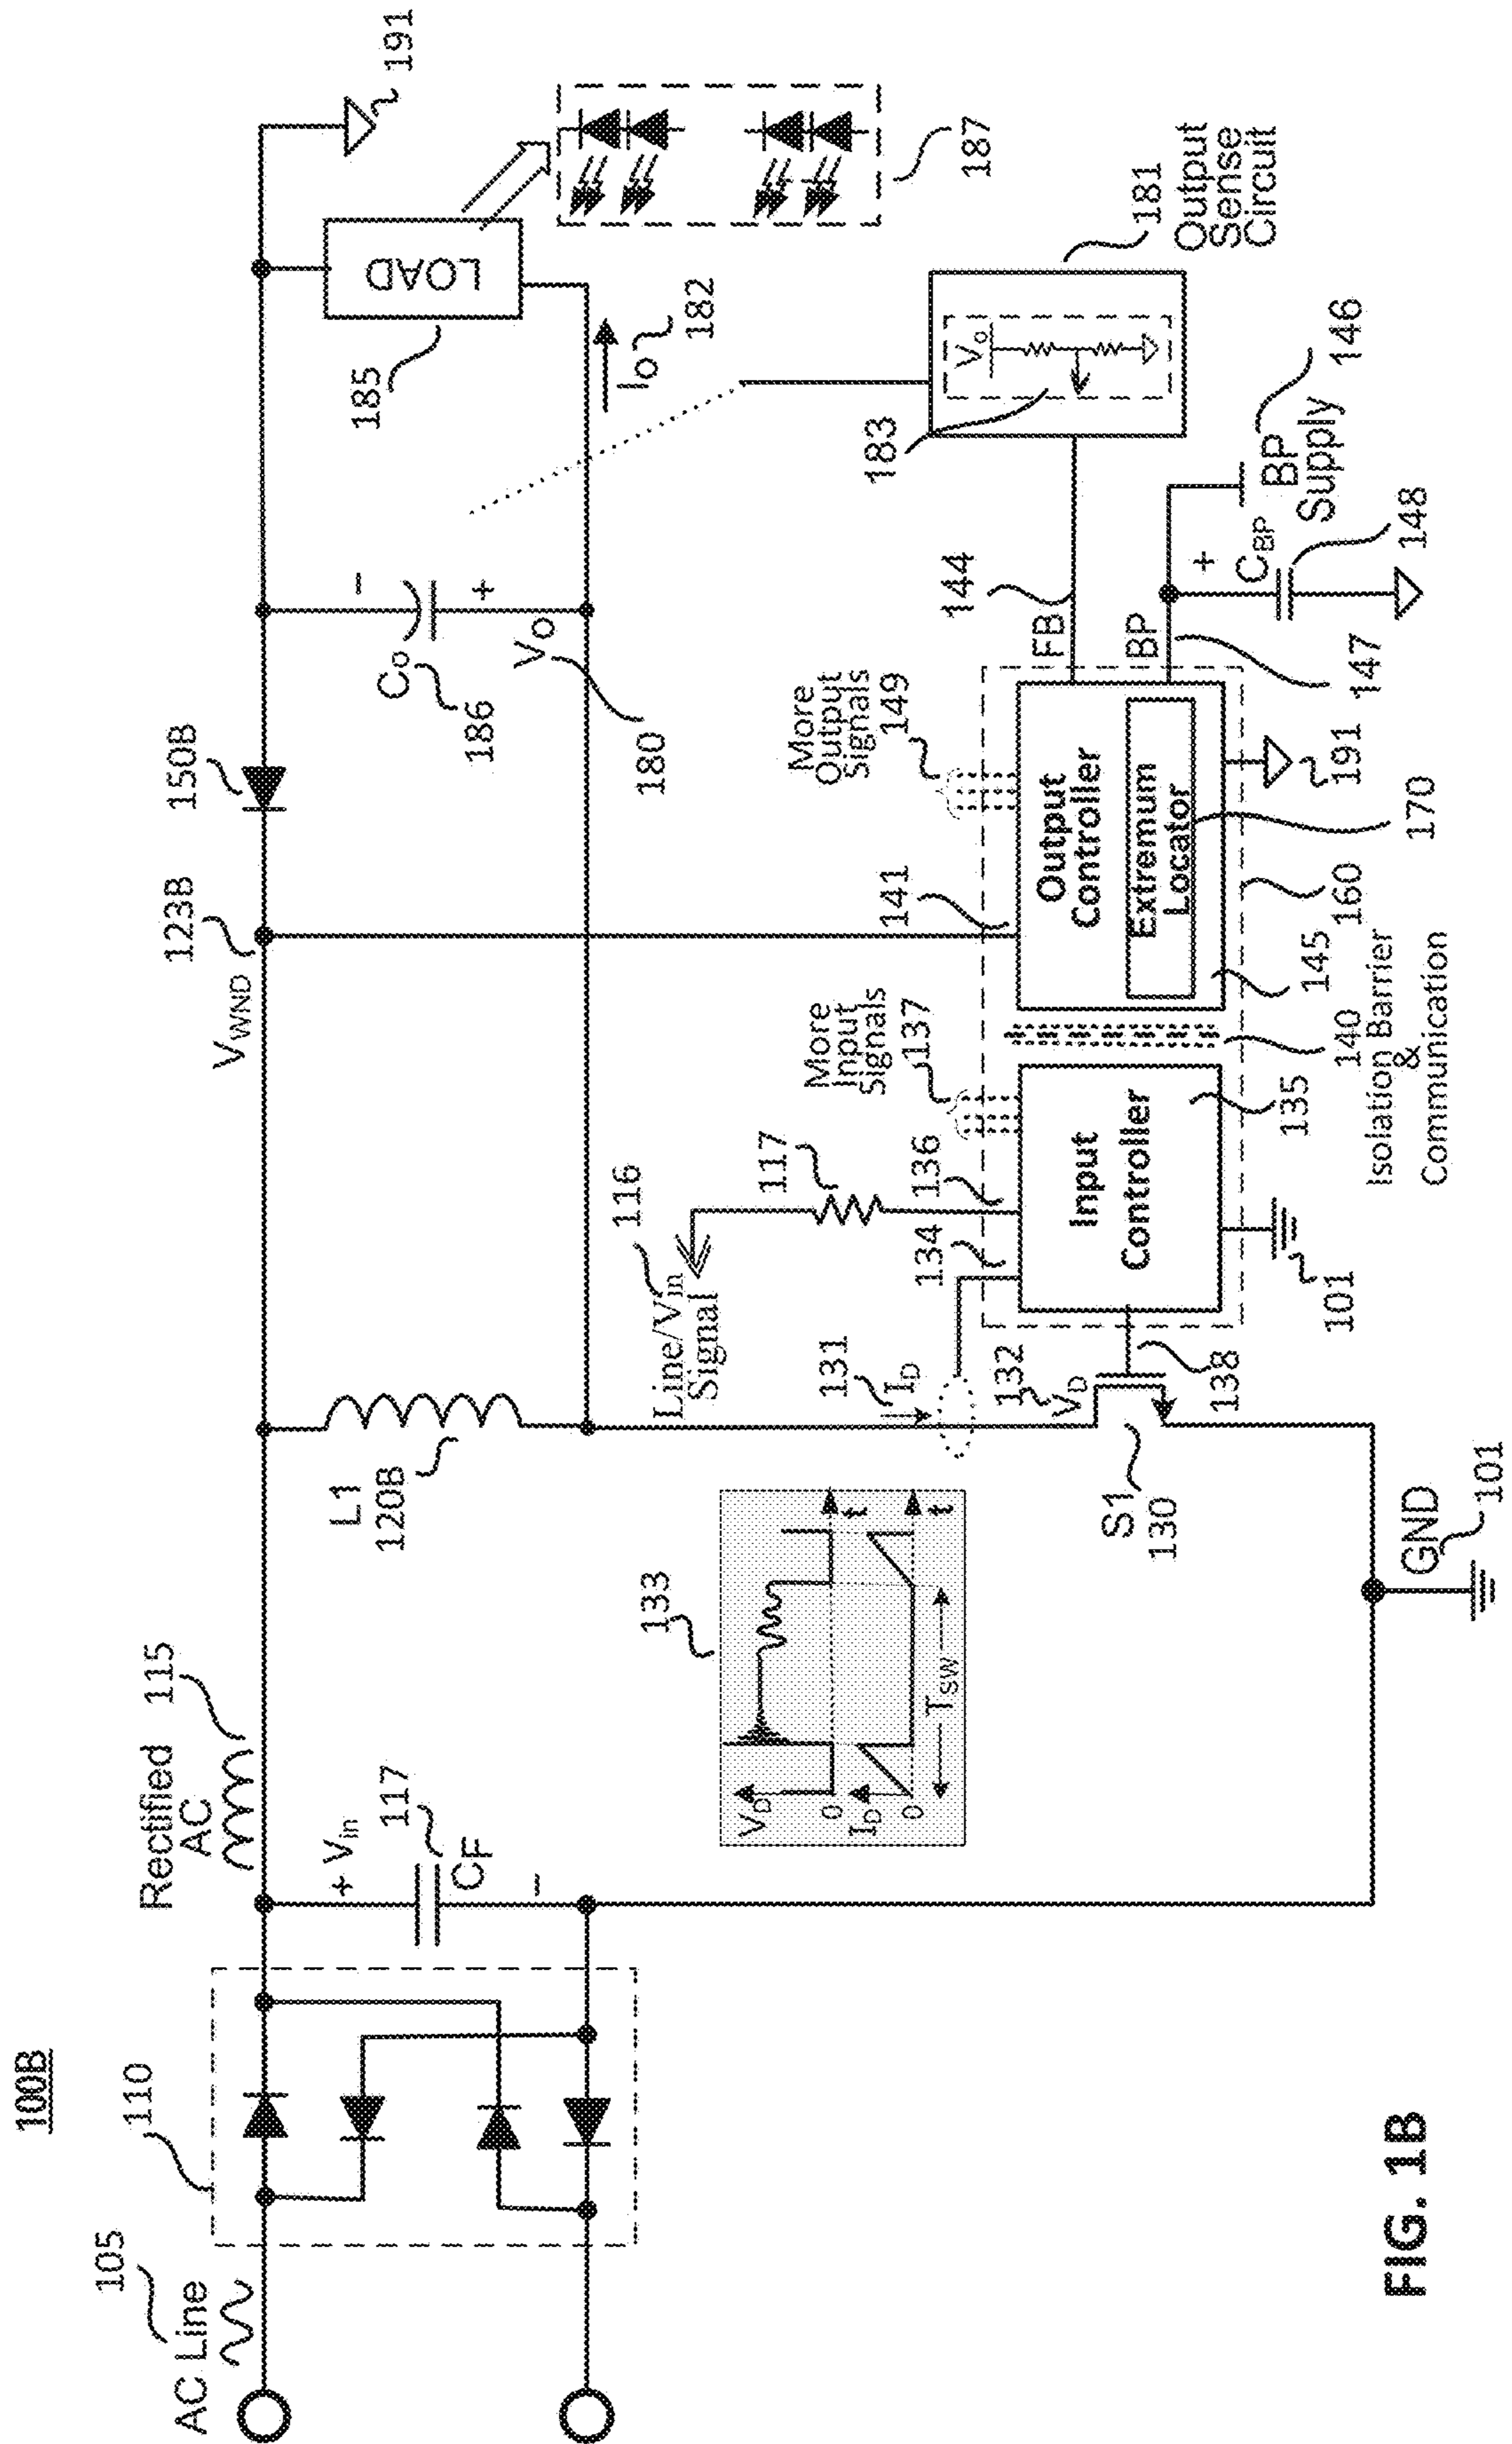 100B
105
AC Line
110
Rectified
AC
115
+ Vin
117
CF
−
L1
120B
VWND
123B
150B
−
Co
186
+
Vo
180
LOAD
185
191
Io
182
187
133
VD
0
t
ID
0
t
TSW
Line/Vin
Signal
116
117
131
ID
132
VD
134
136
More
Input
Signals
137
S1
130
138
Input
Controller
135
101
140
Isolation Barrier
&
Communication
141
More
Output
Signals
149
Output
Controller
Extremum
Locator
145
160
170
191
FB
144
BP
147
+
CBP
148
BP
Supply
146
183
Vo
181
Output
Sense
Circuit
GND
101
FIG. 1B